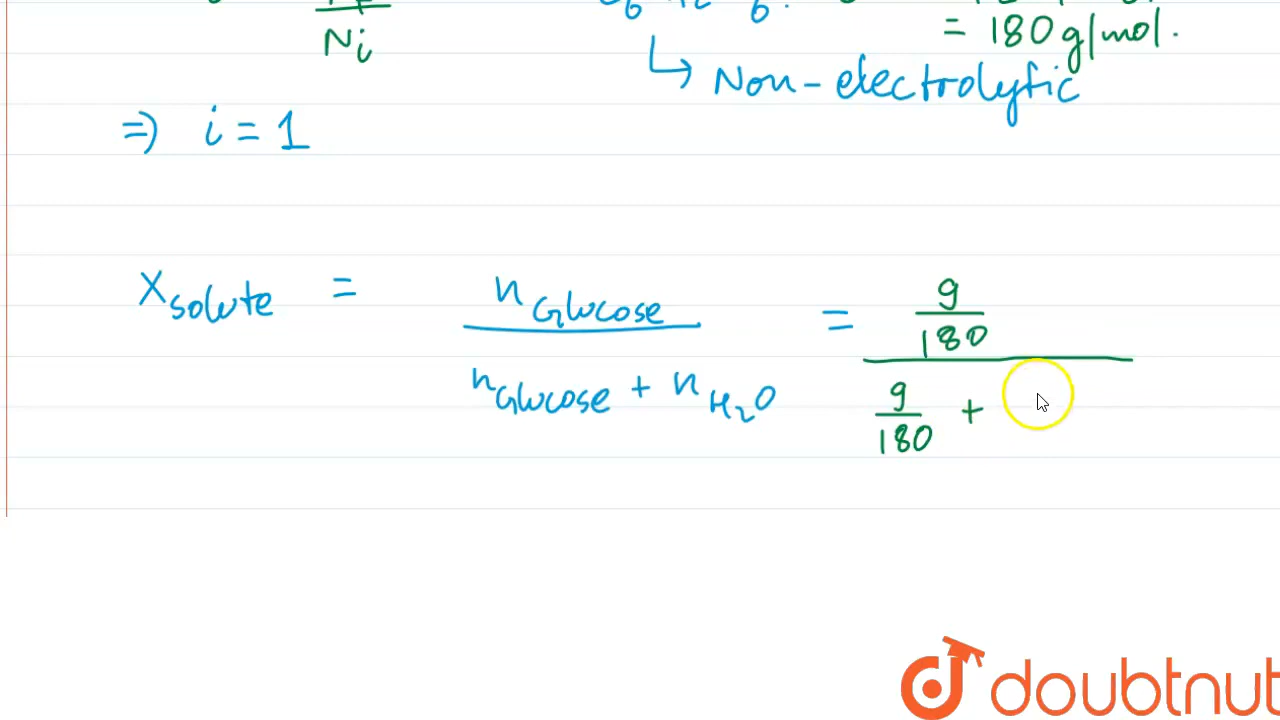 Ni
= 180 g/mol.
↳ Non-electrolytic
⇒ i = 1
X solute = n Glucose / n Glucose + n H2O = 9/180 / 9/180 +
doubtnut